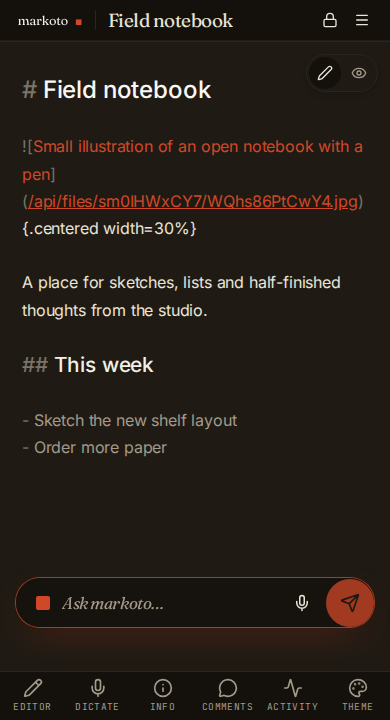 markoto
Field notebook
# Field notebook
![Small illustration of an open notebook with a
pen]
(/api/files/sm0lHWxCY7/WQhs86PtCwY4.jpg)
{.centered width=30%}
A place for sketches, lists and half-finished
thoughts from the studio.
## This week
- Sketch the new shelf layout
- Order more paper
Ask markoto...
EDITOR
DICTATE
INFO
COMMENTS
ACTIVITY
THEME